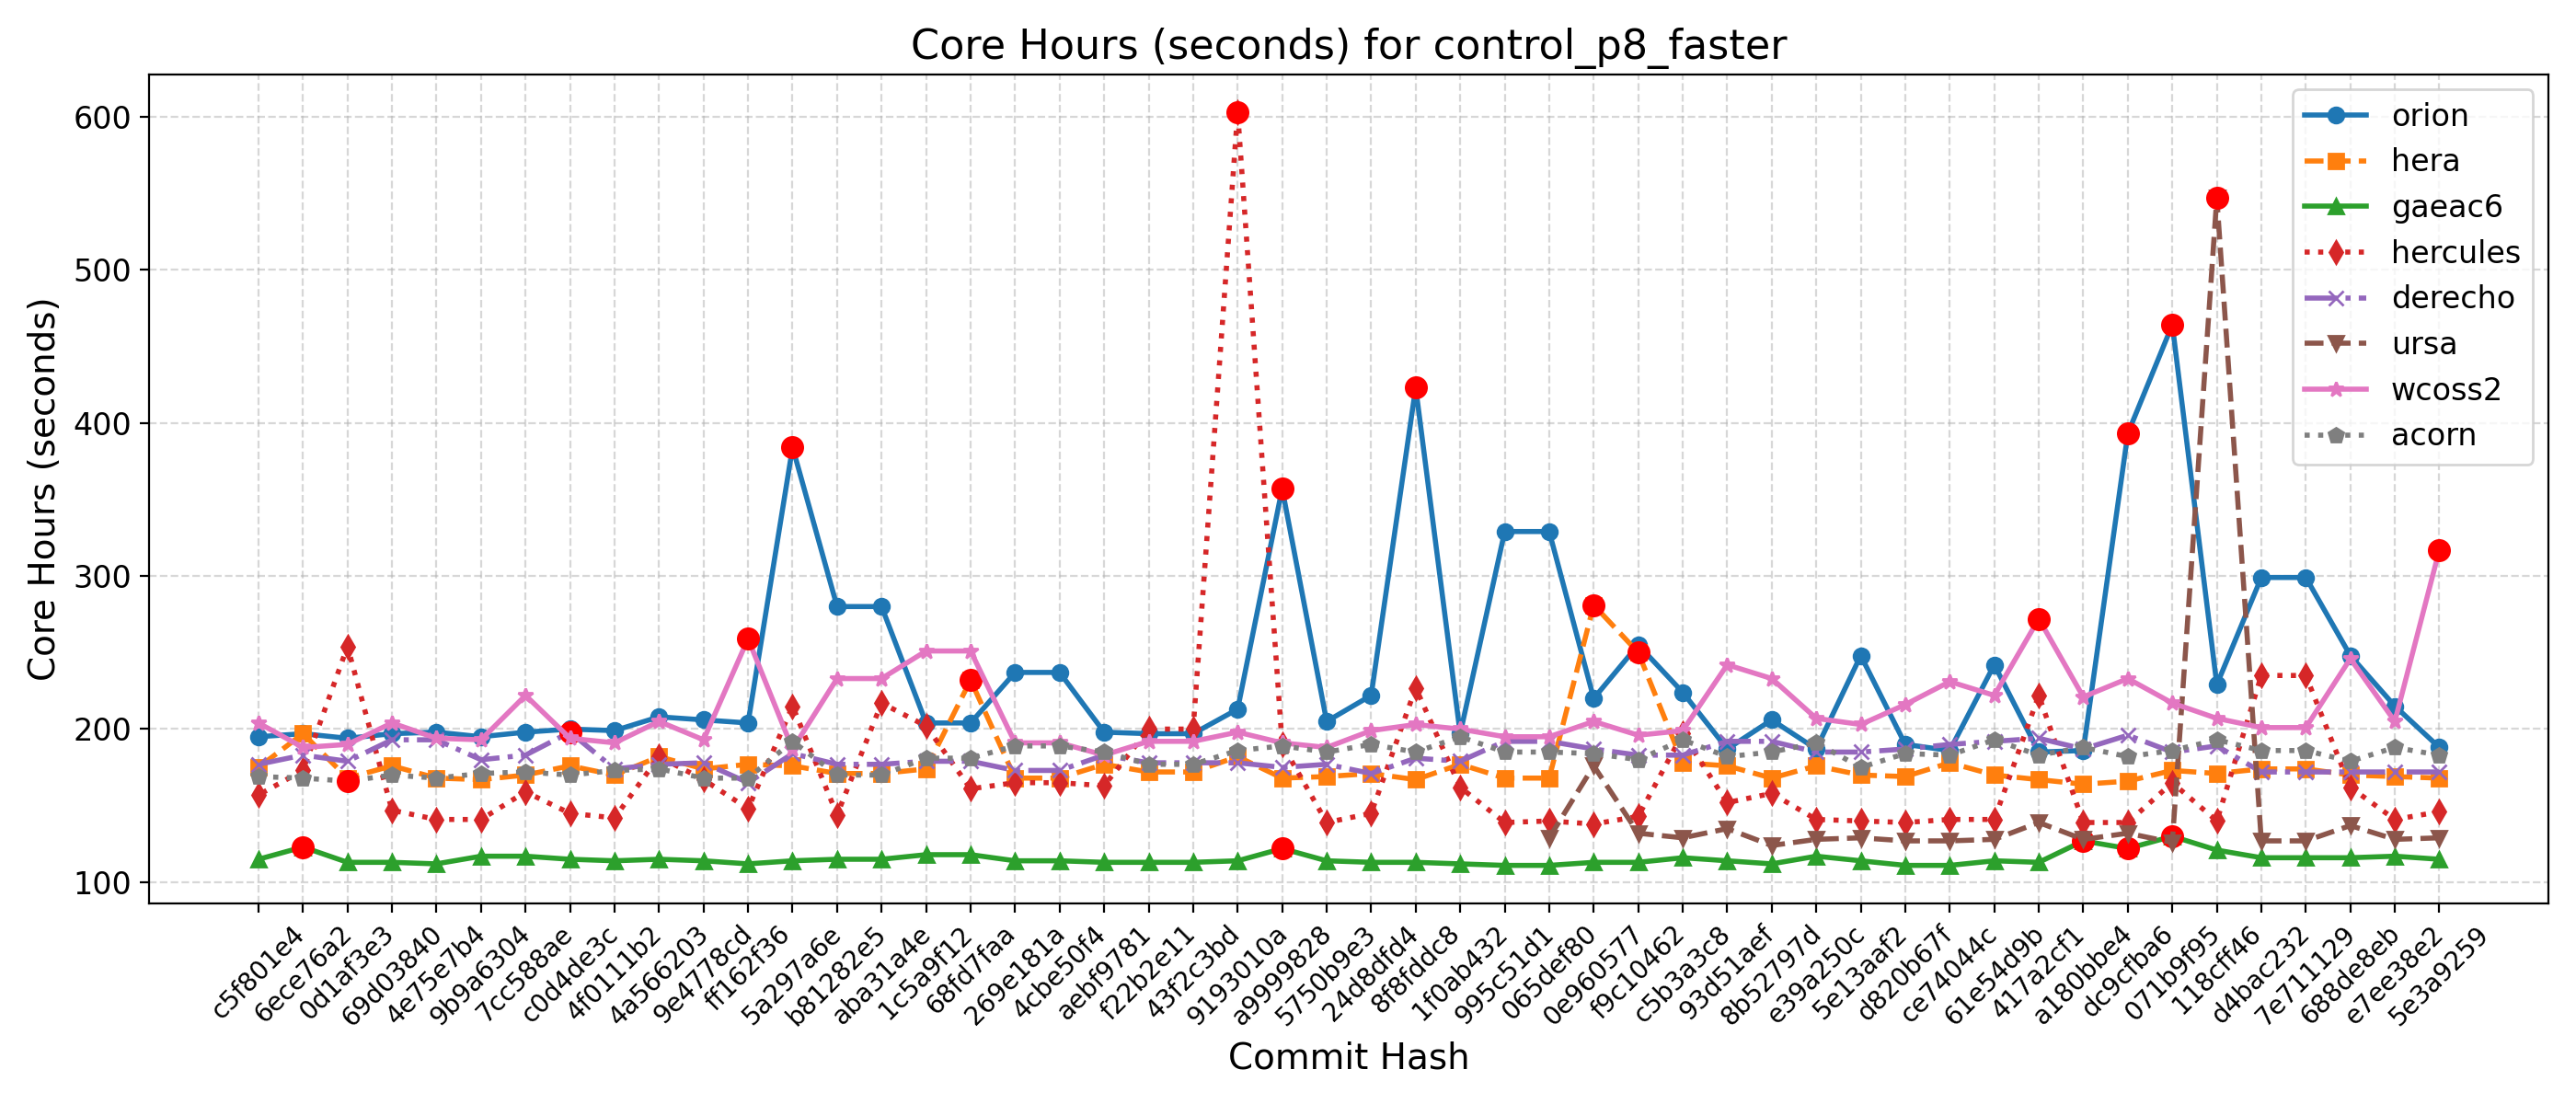 Core Hours (seconds) for control_p8_faster
Core Hours (seconds)
600
500
400
300
200
100
orion
hera
gaeac6
hercules
derecho
ursa
wcoss2
acorn
c5f801e4
6ece76a2
0d1af3e3
69d03840
4e75e7b4
9b9a6304
7cc588ae
c0d4de3c
4f0111b2
4a566203
9e4778cd
ff162f36
5a297a6e
b81282e5
aba31a4e
1c5a9f12
68fd7faa
269e181a
4cbe50f4
aebf9781
f22b2e11
43f2c3bd
9193010a
a9999828
5750b9e3
24d8dfd4
8f8fddc8
1f0ab432
995c51d1
065def80
0e960577
f9c10462
c5b3a3c8
93d51aef
8b52797d
e39a250c
5e13aaf2
d820b67f
ce74044c
61e54d9b
417a2cf1
a180bbe4
dc9cfba6
071b9f95
118cff46
d4bac232
7e711129
688de8eb
e7ee38e2
5e3a9259
Commit Hash